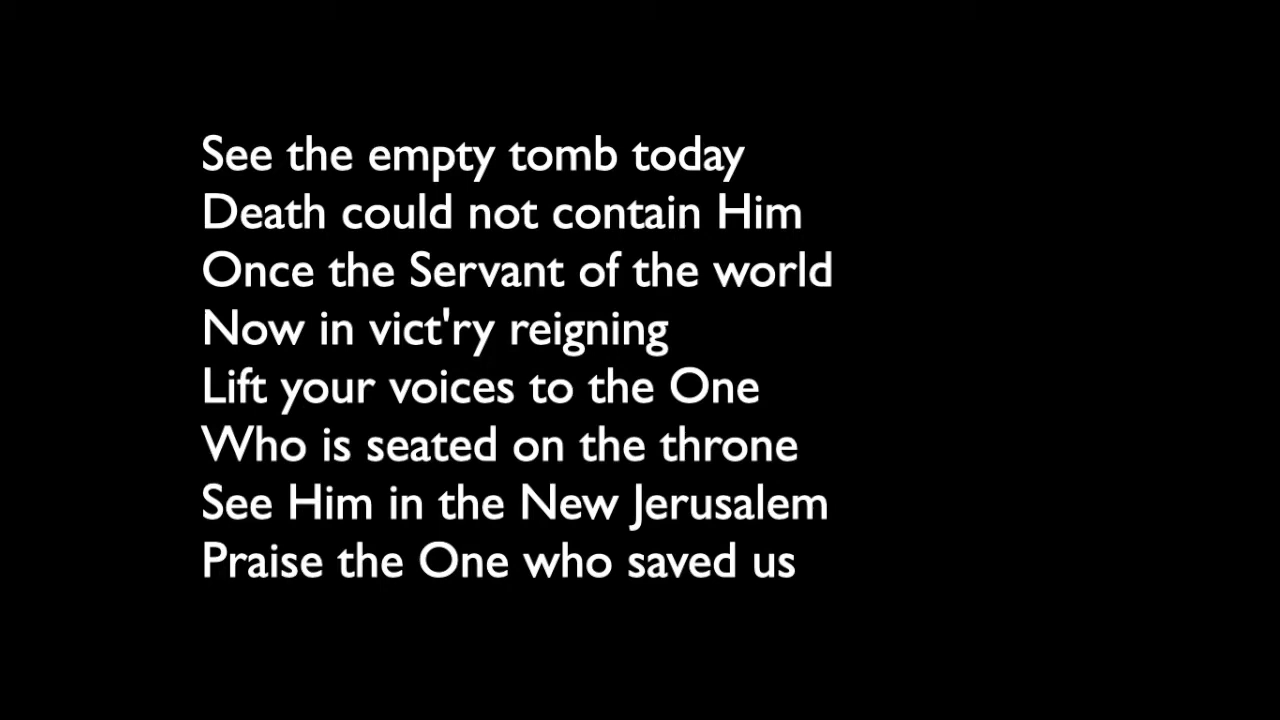 See the empty tomb today
Death could not contain Him
Once the Servant of the world
Now in vict'ry reigning
Lift your voices to the One
Who is seated on the throne
See Him in the New Jerusalem
Praise the One who saved us